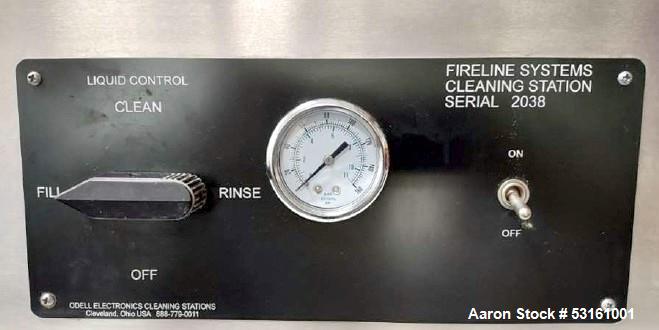 LIQUID CONTROL
CLEAN
FILL
RINSE
OFF
ODELL ELECTRONICS CLEANING STATIONS
Cleveland, Ohio USA 888-779-0011
FIRELINE SYSTEMS
CLEANING STATION
SERIAL 2038
ON
OFF
Aaron Stock # 53161001